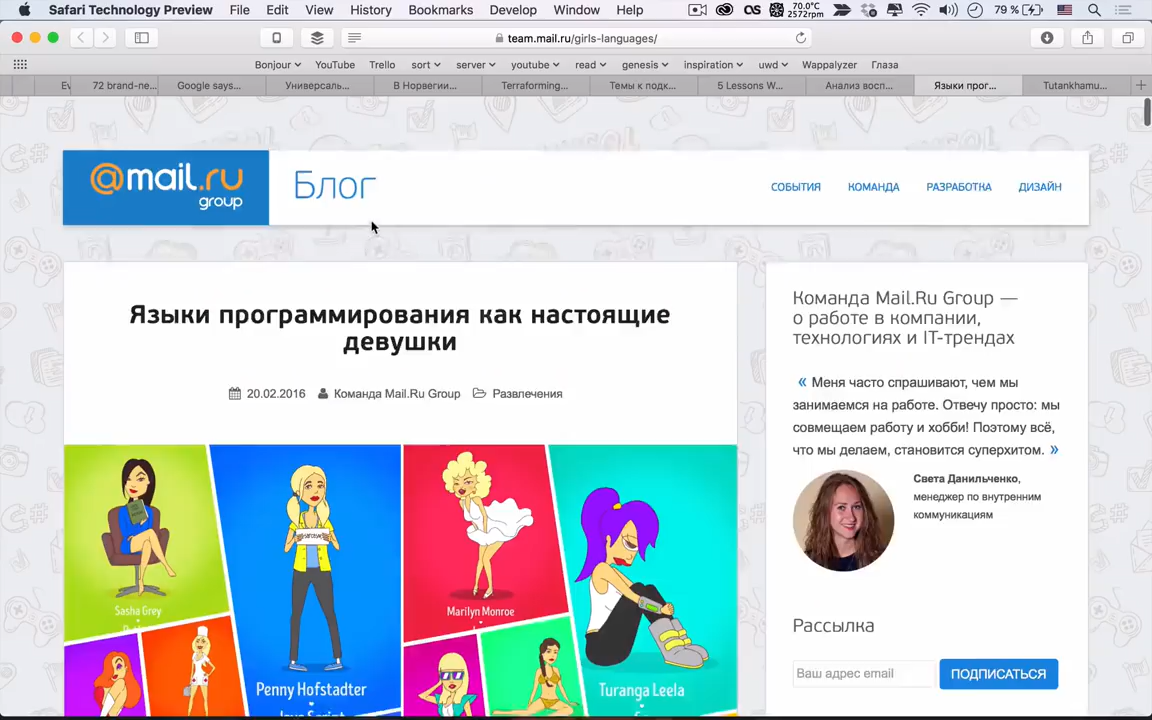 Safari Technology Preview File Edit View History Bookmarks Develop Window Help 70.0°C 2572rpm 79 %
team.mail.ru/girls-languages/
Bonjour YouTube Trello sort server youtube read genesis inspiration uwd Wappalyzer Глаза
Ev 72 brand-ne... Google says... Универсаль... В Норвегии... Terraforming... Темы к подк... 5 Lessons W... Анализ восп... Языки прог... Tutankhamu...
@mail.ru
group
Блог
СОБЫТИЯ КОМАНДА РАЗРАБОТКА ДИЗАЙН
Языки программирования как настоящие
девушки
20.02.2016 Команда Mail.Ru Group Развлечения
Sasha Grey
Penny Hofstadter
Marilyn Monroe
Turanga Leela
Команда Mail.Ru Group —
о работе в компании,
технологиях и IT-трендах
« Меня часто спрашивают, чем мы
занимаемся на работе. Отвечу просто: мы
совмещаем работу и хобби! Поэтому всё,
что мы делаем, становится суперхитом. »
Света Данильченко,
менеджер по внутренним
коммуникациям
Рассылка
Ваш адрес email
ПОДПИСАТЬСЯ